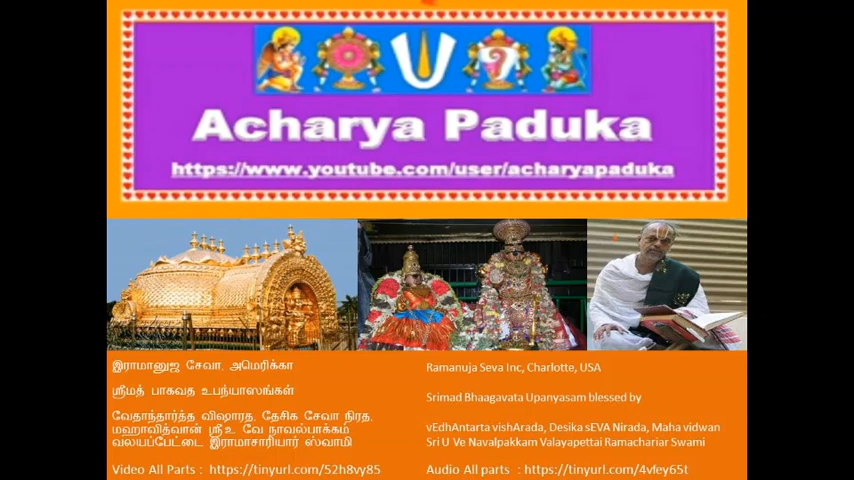 Acharya Paduka
https://www.youtube.com/user/acharyapaduka
இராமானுஜ சேவா, அமெரிக்கா
ஸ்ரீமத் பாகவத உபந்யாஸங்கள்
வேதாந்தார்த்த விஷாரத, தேசிக சேவா நிரத,
மஹாவித்வான் ஸ்ரீ உ வே நாவல்பாக்கம்
வலயப்பேட்டை இராமாசாரியார் ஸ்வாமி
Video All Parts : https://tinyurl.com/52h8vy85
Ramanuja Seva Inc, Charlotte, USA
Srimad Bhaagavata Upanyasam blessed by
vEdhAntarta vishArada, Desika sEVA Nirada, Maha vidwan
Sri U Ve Navalpakkam Valayapettai Ramachariar Swami
Audio All parts : https://tinyurl.com/4vfey65t